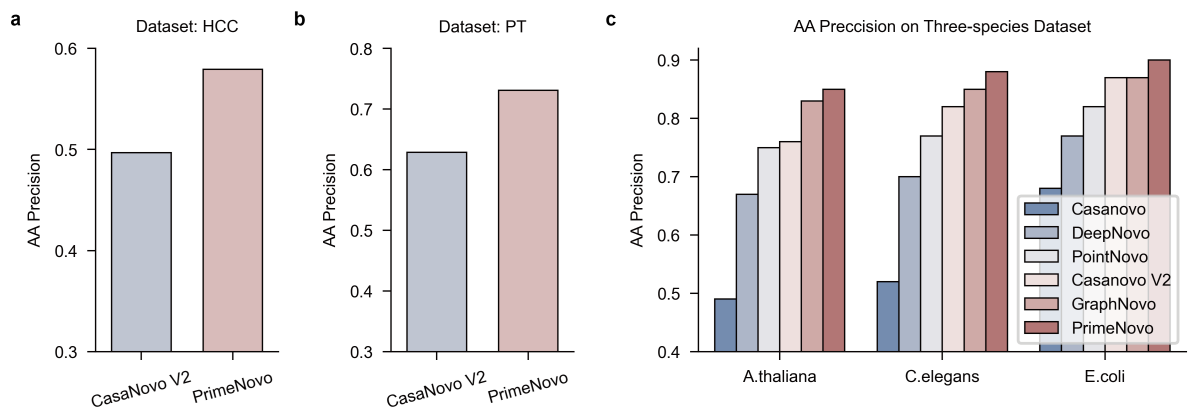 a
Dataset: HCC
AA Precision
0.6
0.5
0.4
0.3
CasaNovo V2
PrimeNovo
b
Dataset: PT
AA Precision
0.8
0.7
0.6
0.5
0.4
0.3
CasaNovo V2
PrimeNovo
c
AA Preccision on Three-species Dataset
AA Precision
0.9
0.8
0.7
0.6
0.5
0.4
A.thaliana
C.elegans
E.coli
Casanovo
DeepNovo
PointNovo
Casanovo V2
GraphNovo
PrimeNovo